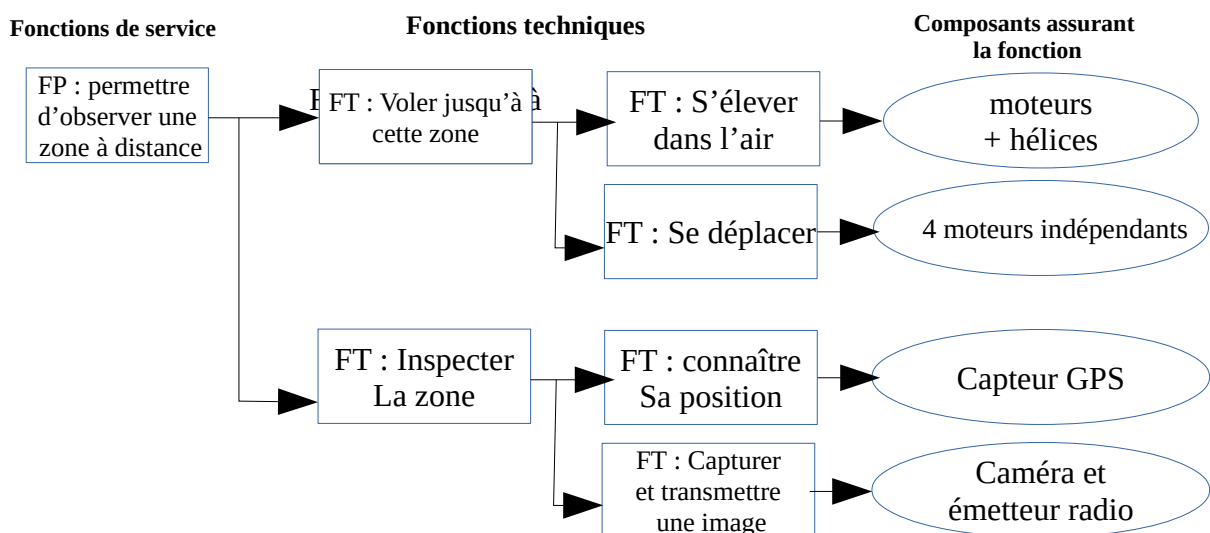 Fonctions de service
Fonctions techniques
Composants assurant
la fonction
FP : permettre
d’observer une
zone à distance
FT : Voler jusqu’à
cette zone
FT : S’élever
dans l’air
moteurs
+ hélices
FT : Se déplacer
4 moteurs indépendants
FT : Inspecter
La zone
FT : connaître
Sa position
Capteur GPS
FT : Capturer
et transmettre
une image
Caméra et
émetteur radio